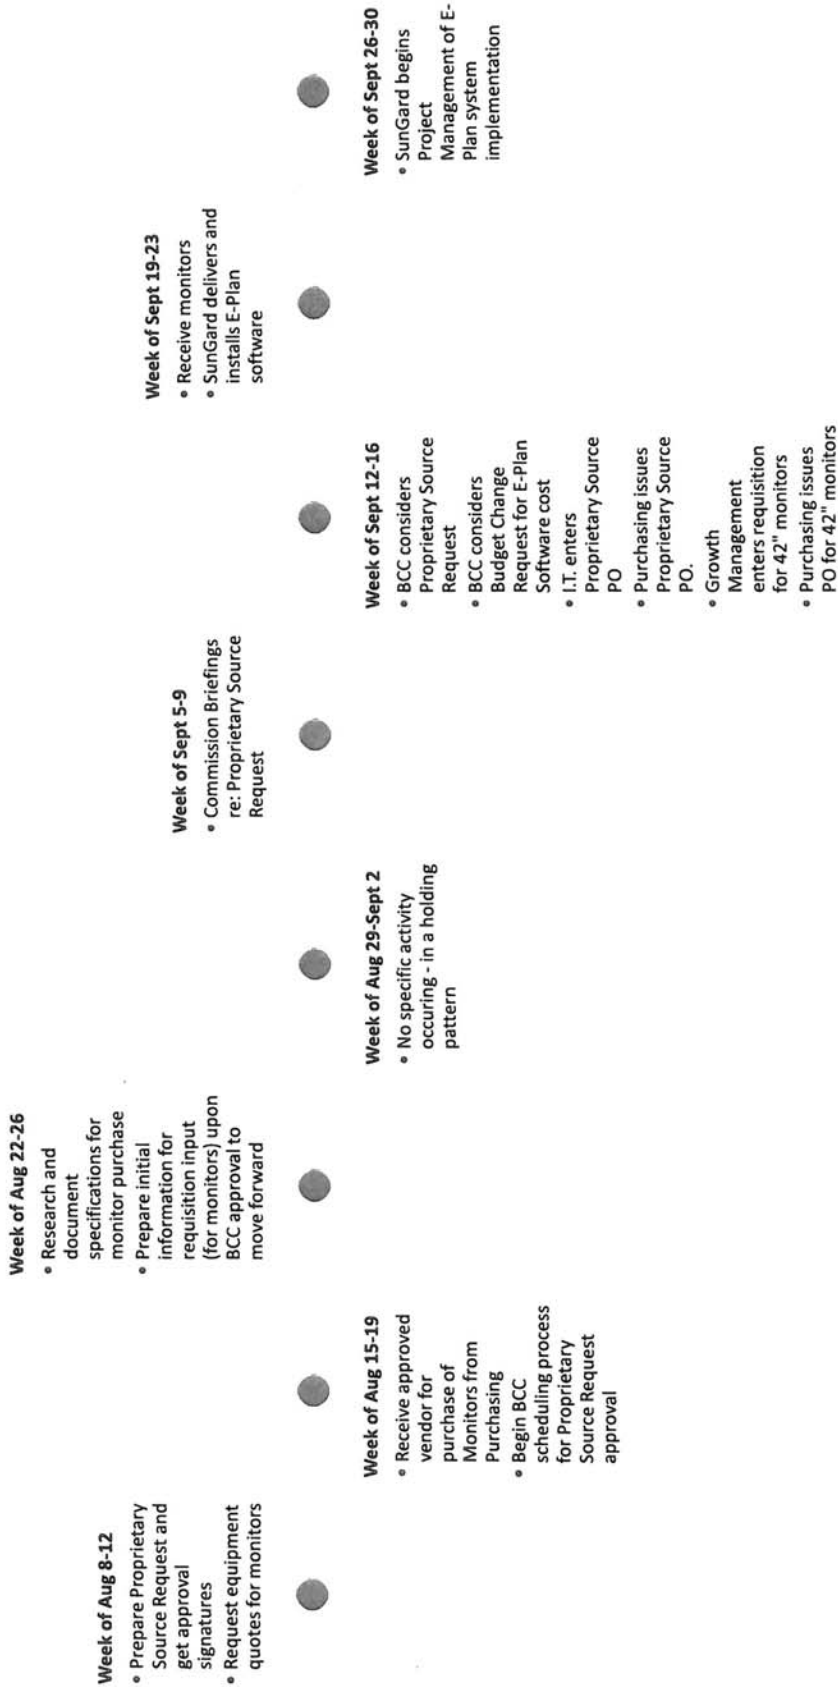 Week of Aug 8-12
• Prepare Proprietary
Source Request and
get approval
signatures
• Request equipment
quotes for monitors
Week of Aug 15-19
• Receive approved
vendor for
purchase of
Monitors from
Purchasing
• Begin BCC
scheduling process
for Proprietary
Source Request
approval
Week of Aug 22-26
• Research and
document
specifications for
monitor purchase
• Prepare initial
information for
requisition input
(for monitors) upon
BCC approval to
move forward
Week of Aug 29-Sept 2
• No specific activity
occuring - in a holding
pattern
Week of Sept 5-9
• Commission Briefings
re: Proprietary Source
Request
Week of Sept 12-16
• BCC considers
Proprietary Source
Request
• BCC considers
Budget Change
Request for E-Plan
Software cost
• I.T. enters
Proprietary Source
PO
• Purchasing issues
Proprietary Source
PO.
• Growth
Management
enters requisition
for 42" monitors
• Purchasing issues
PO for 42" monitors
Week of Sept 19-23
• Receive monitors
• SunGard delivers and
installs E-Plan
software
Week of Sept 26-30
• SunGard begins
Project
Management of E-
Plan system
implementation